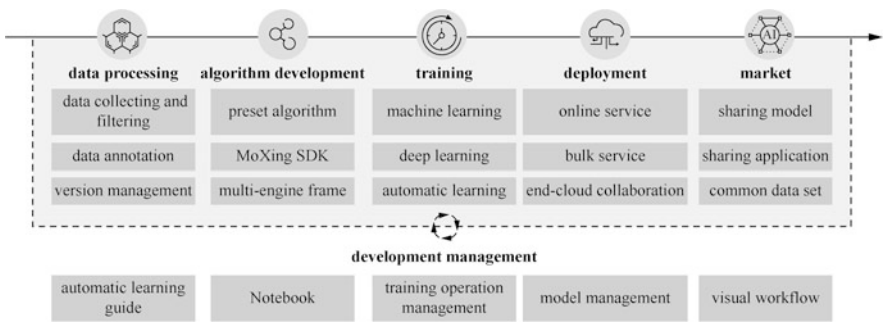 AI
data processing
algorithm development
training
deployment
market
data collecting and
filtering
preset algorithm
machine learning
online service
sharing model
data annotation
MoXing SDK
deep learning
bulk service
sharing application
version management
multi-engine frame
automatic learning
end-cloud collaboration
common data set
development management
automatic learning
guide
Notebook
training operation
management
model management
visual workflow